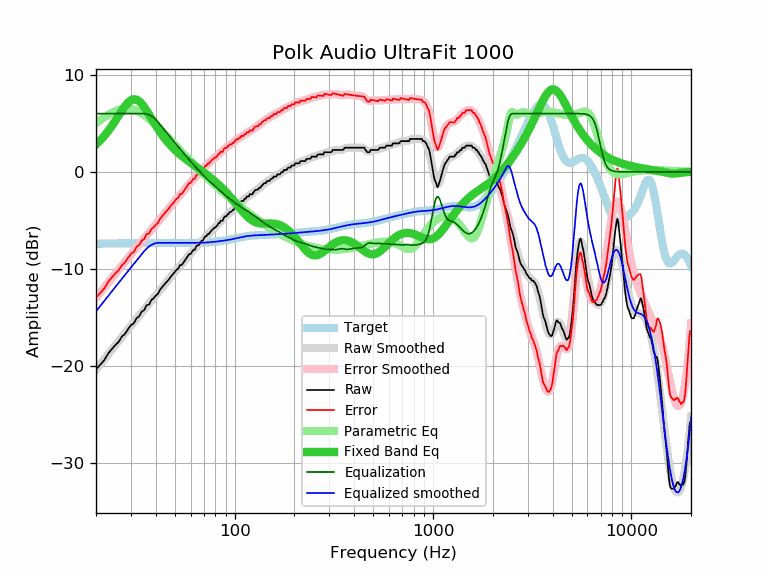 Polk Audio UltraFit 1000
Amplitude (dBr)
10
0
−10
−20
−30
Target
Raw Smoothed
Error Smoothed
Raw
Error
Parametric Eq
Fixed Band Eq
Equalization
Equalized smoothed
100
1000
10000
Frequency (Hz)